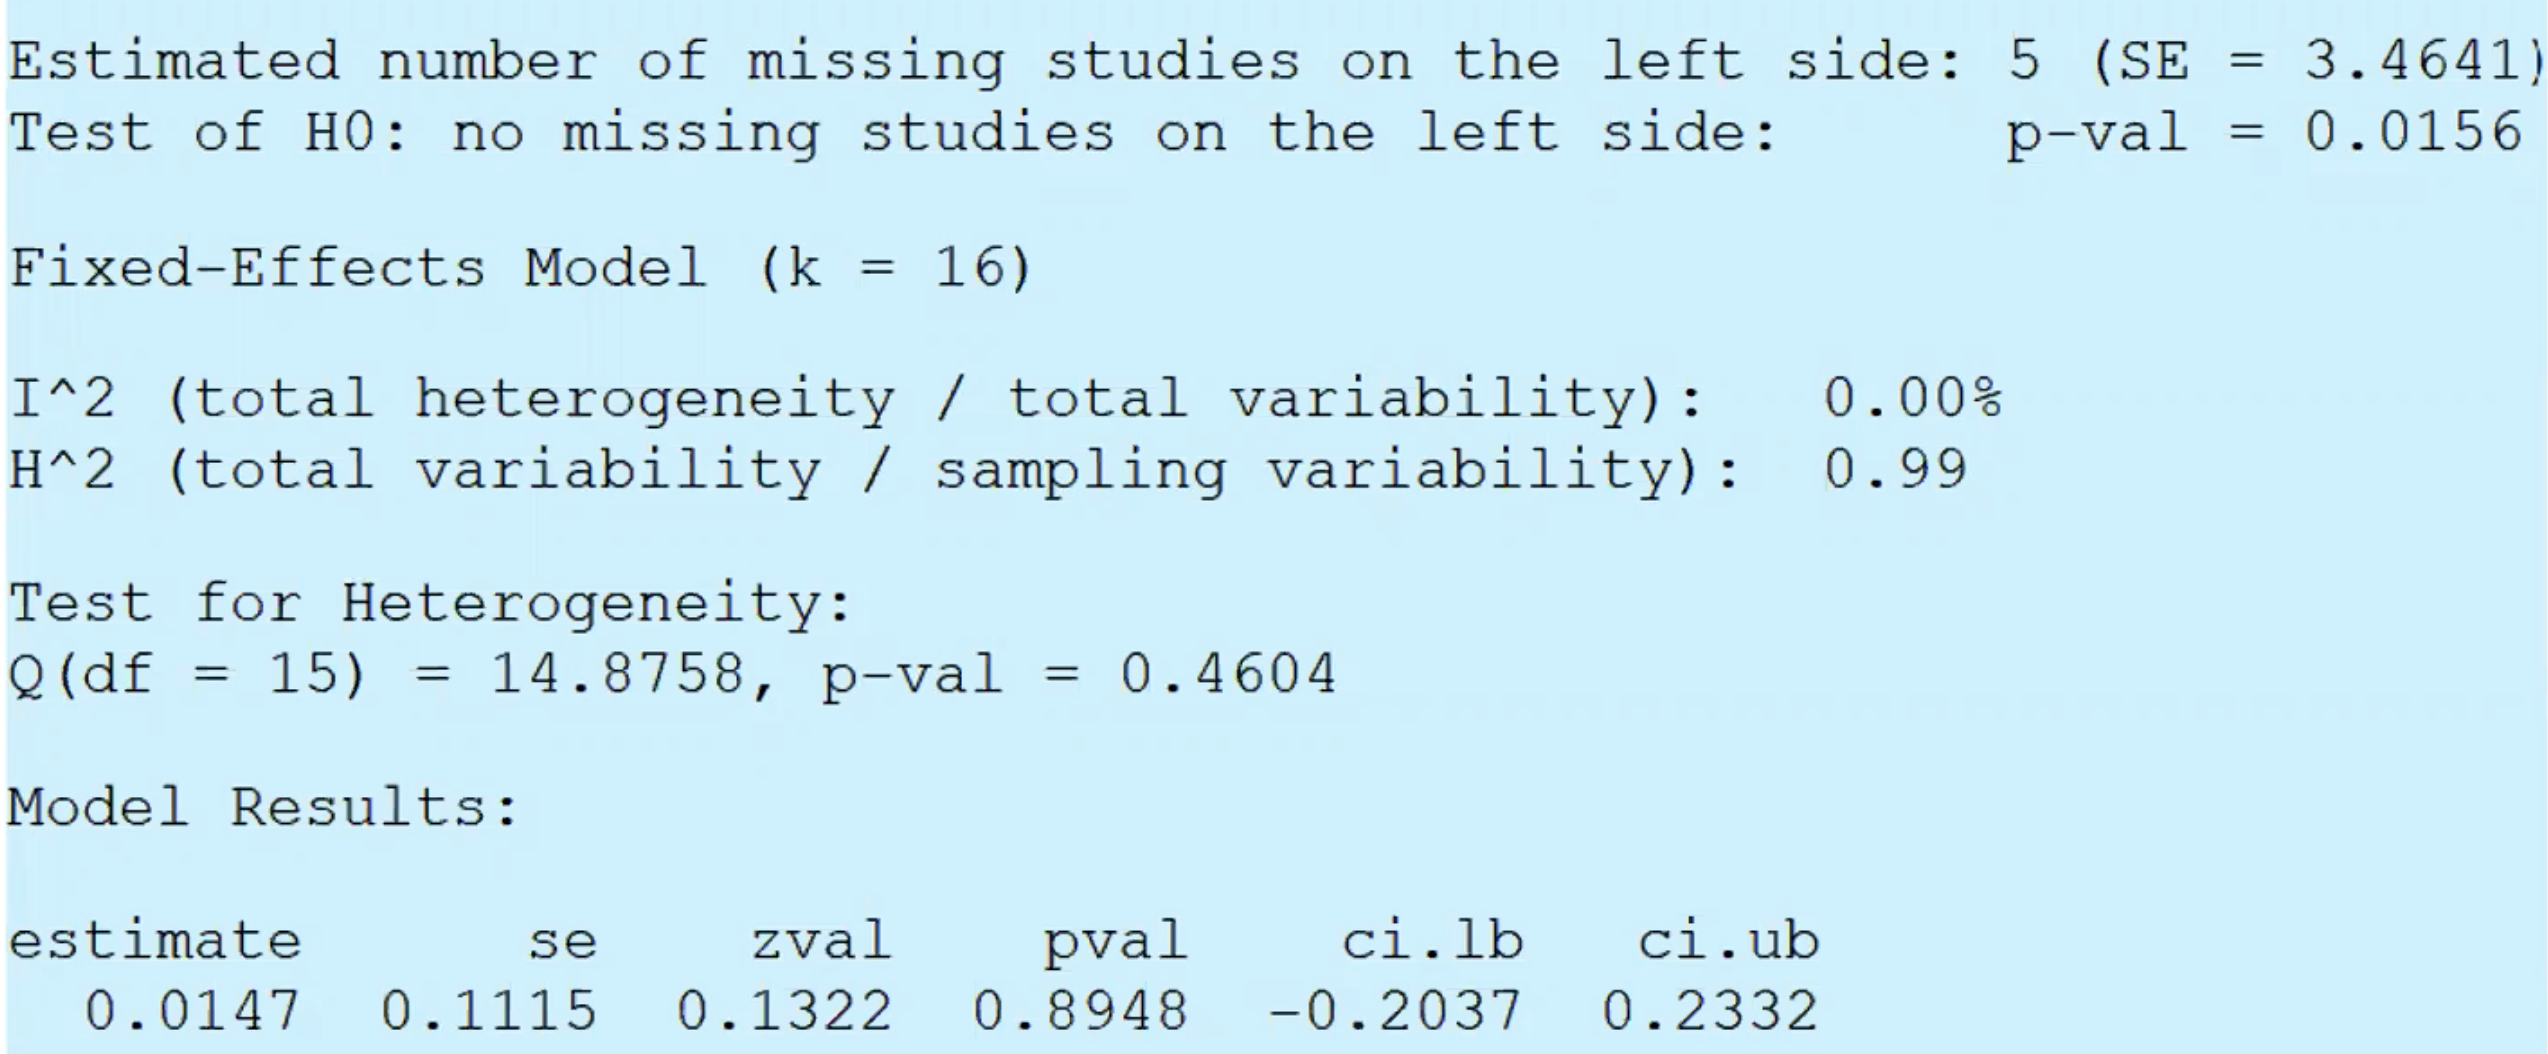 Estimated number of missing studies on the left side: 5 (SE = 3.4641)
Test of H0: no missing studies on the left side: p-val = 0.0156
Fixed-Effects Model (k = 16)
I^2 (total heterogeneity / total variability): 0.00%
H^2 (total variability / sampling variability): 0.99
Test for Heterogeneity:
Q(df = 15) = 14.8758, p-val = 0.4604
Model Results:
estimate se zval pval ci.lb ci.ub
0.0147 0.1115 0.1322 0.8948 -0.2037 0.2332